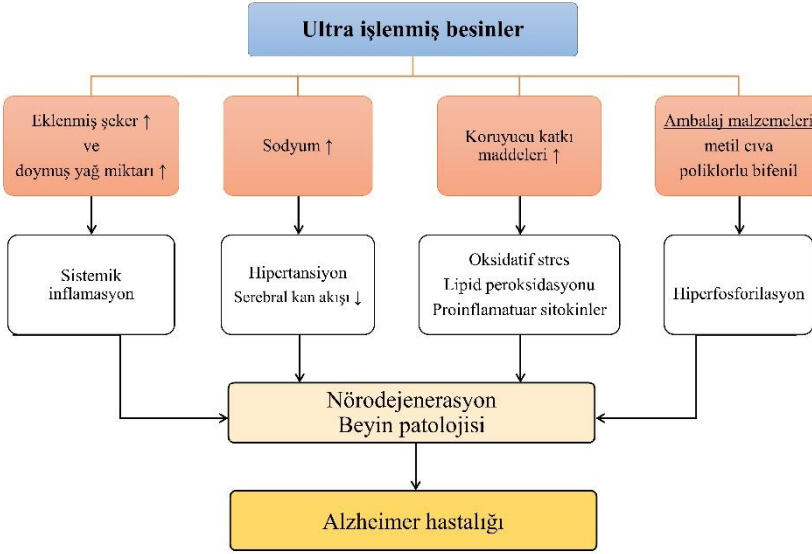 Ultra işlenmiş besinler
Eklenmiş şeker ↑
ve
doymuş yağ miktarı ↑
Sodyum ↑
Koruyucu katkı
maddeleri ↑
Ambalaj malzemeleri
metil cıva
poliklorlu bifenil
Sistemik
inflamasyon
Hipertansiyon
Serebral kan akışı ↓
Oksidatif stres
Lipid peroksidasyonu
Proinflamatuar sitokinler
Hiperfosforilasyon
Nörodejenerasyon
Beyin patolojisi
Alzheimer hastalığı